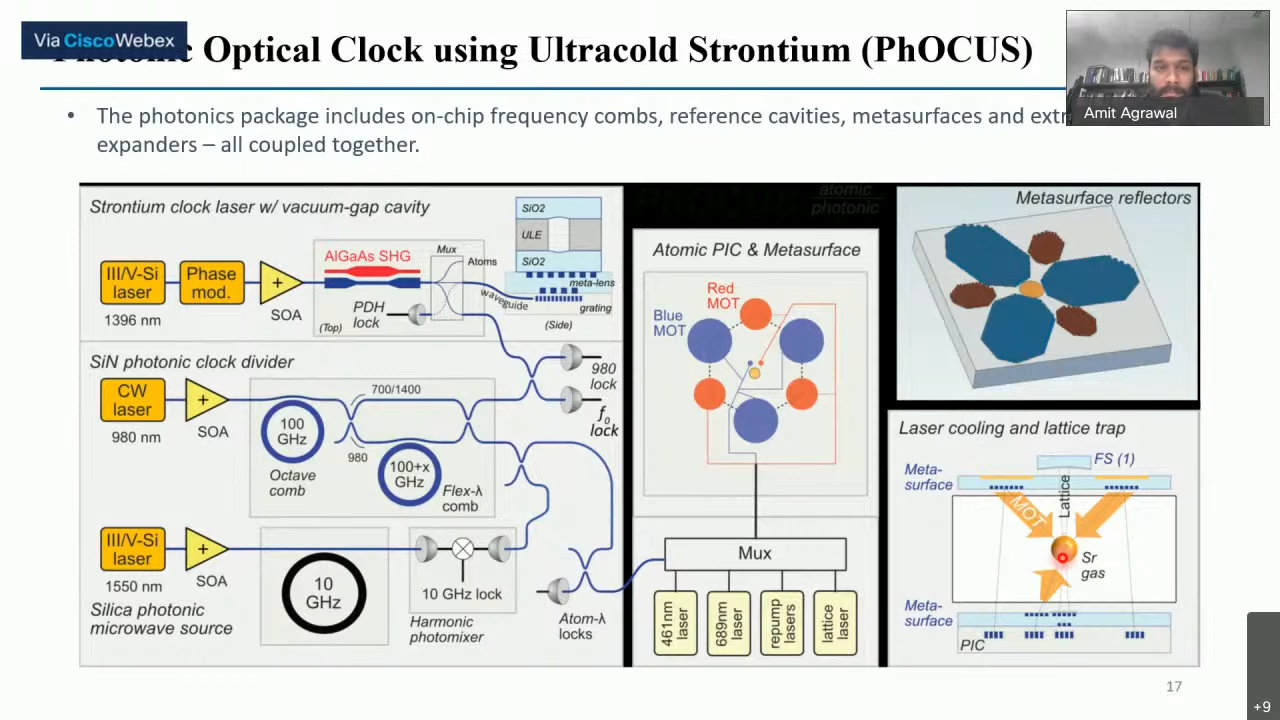 Via Cisco Webex
Optical Clock using Ultracold Strontium (PhOCUS)
Amit Agrawal
• The photonics package includes on-chip frequency combs, reference cavities, metasurfaces and
expanders – all coupled together.
Strontium clock laser w/ vacuum-gap cavity
III/V-Si
laser
1396 nm
Phase
mod.
+
SOA
AlGaAs SHG
(Top)
PDH
lock
Mux
Atoms
waveguide
SiO2
ULE
SiO2
meta-lens
grating
(Side)
SiN photonic clock divider
CW
laser
980 nm
+
SOA
100
GHz
Octave
comb
700/1400
980
100+x
GHz
Flex-λ
comb
980
lock
f0
lock
III/V-Si
laser
1550 nm
+
SOA
Silica photonic
microwave source
10
GHz
10 GHz lock
Harmonic
photomixer
Atom-λ
locks
atomic
photonic
Atomic PIC & Metasurface
Red
MOT
Blue
MOT
Mux
461nm
laser
689nm
laser
repump
lasers
lattice
laser
Metasurface reflectors
Laser cooling and lattice trap
Meta-
surface
FS (1)
Lattice
MOT
Sr
gas
Meta-
surface
PIC
17
+9